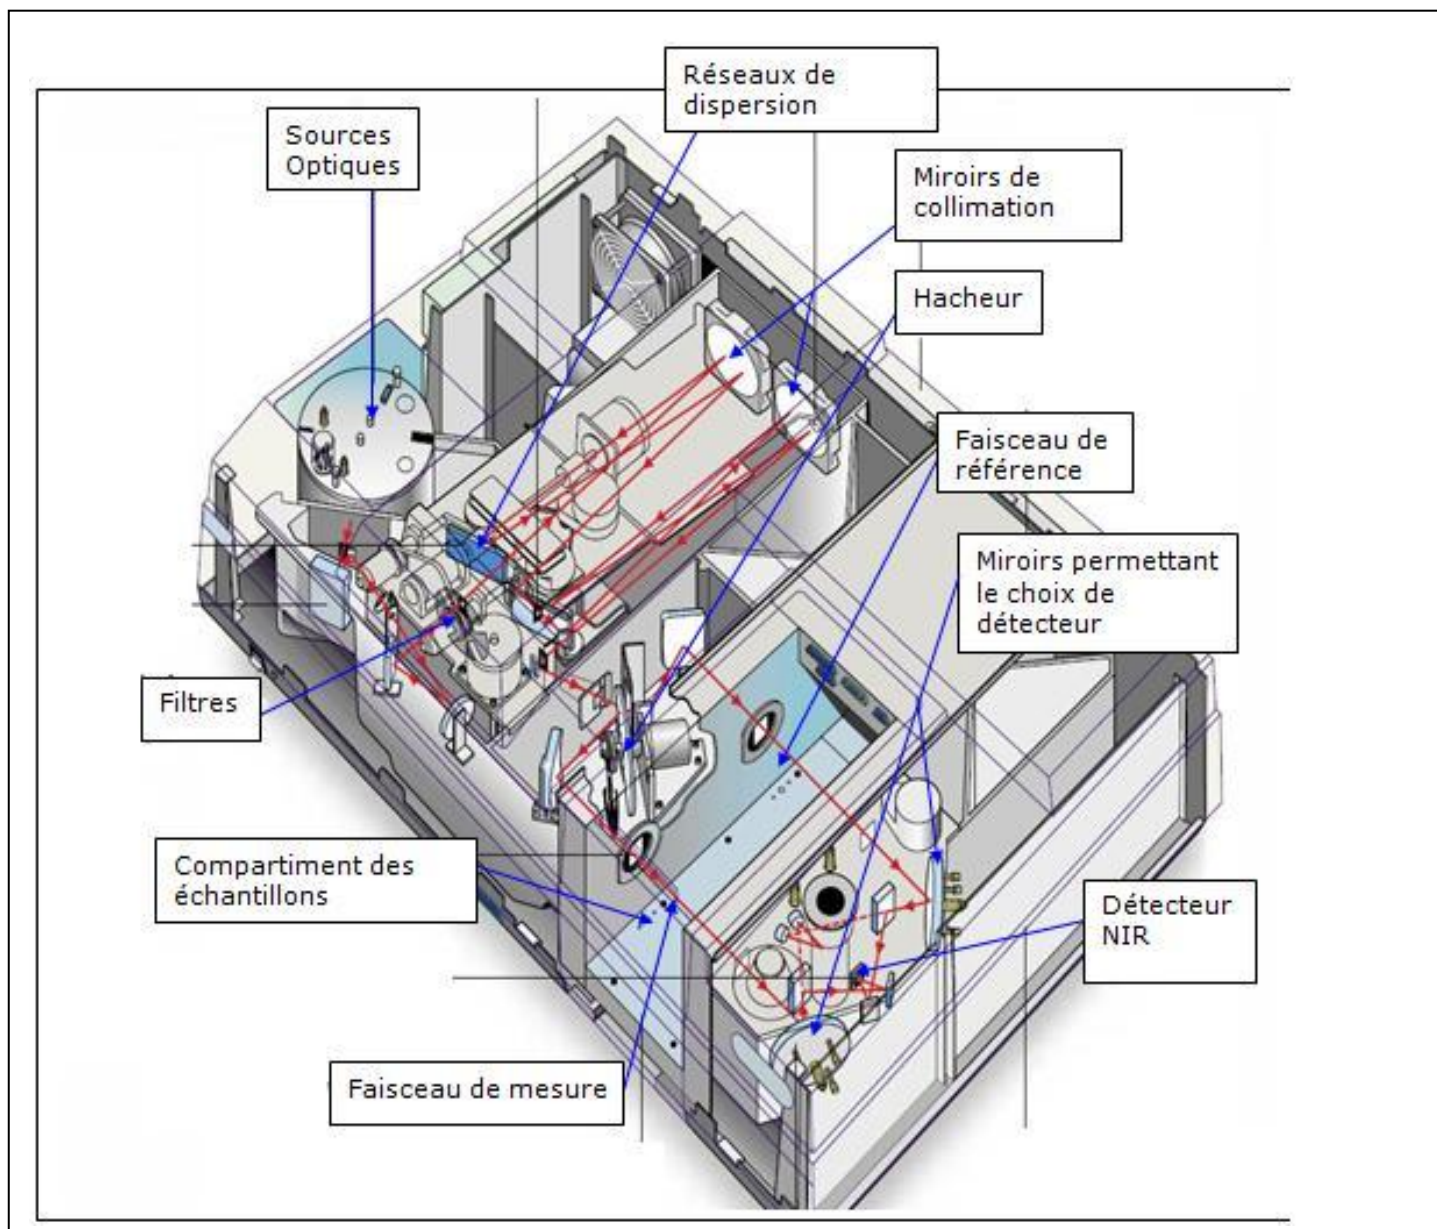 Réseaux de
dispersion
Sources
Optiques
Miroirs de
collimation
Hacheur
Faisceau de
référence
Miroirs permettant
le choix de
détecteur
Filtres
Compartiment des
échantillons
Détecteur
NIR
Faisceau de mesure